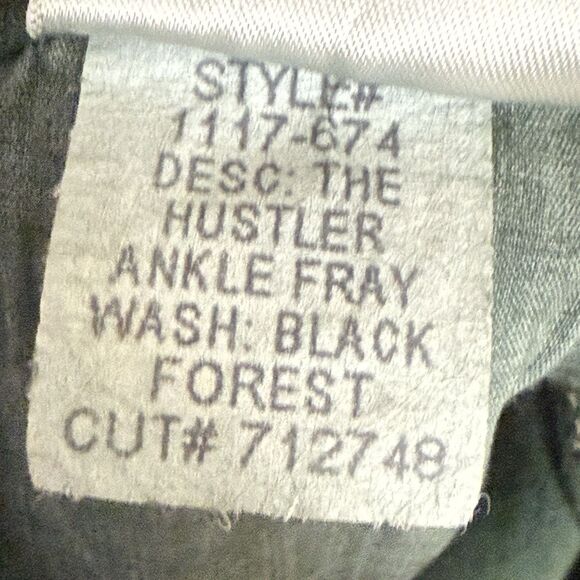 STYLE#
1117-674
DESC: THE
HUSTLER
ANKLE FRAY
WASH: BLACK
FOREST
CUT# 712748